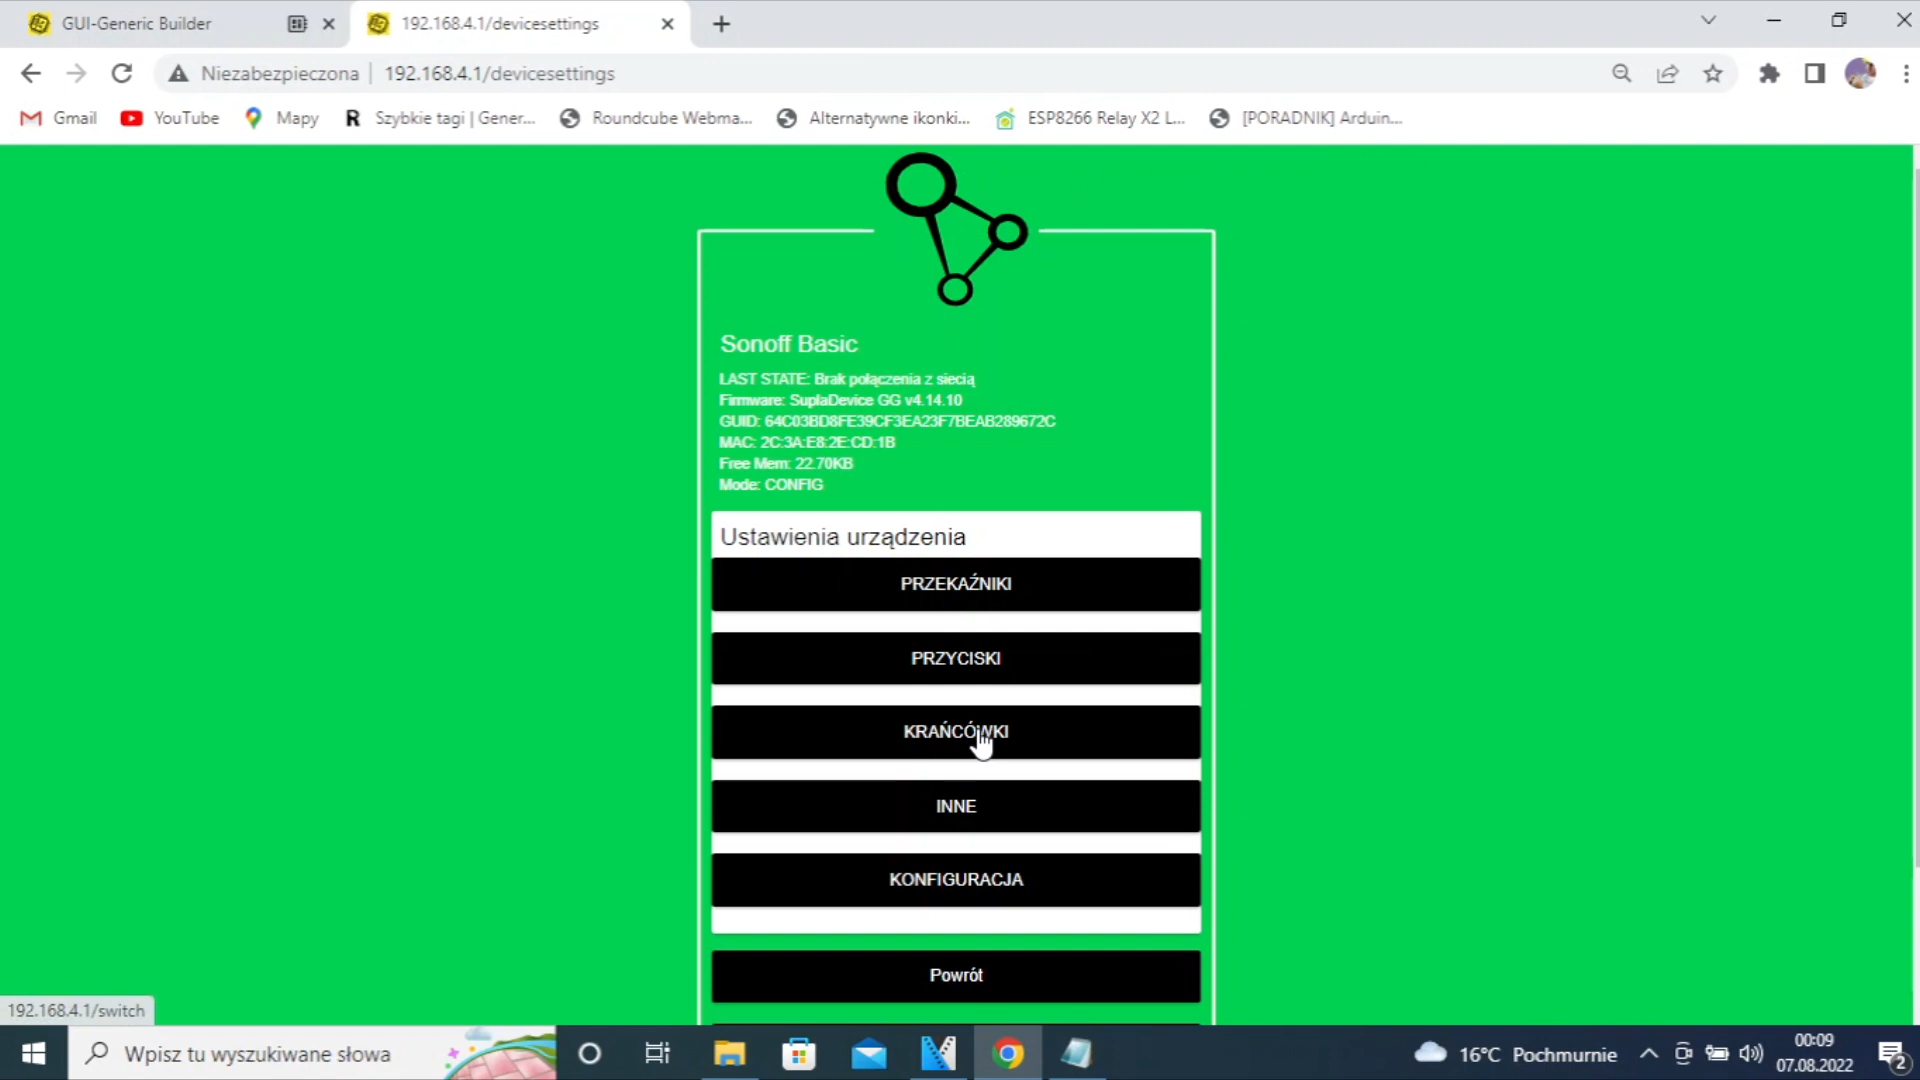 GUI-Generic Builder
192.168.4.1/devicesettings
Niezabezpieczona
192.168.4.1/devicesettings
Gmail
YouTube
Mapy
R
Szybkie tagi | Gener...
Roundcube Webma...
Alternatywne ikonki...
ESP8266 Relay X2 L...
[PORADNIK] Arduin...
Sonoff Basic
LAST STATE: Brak połączenia z siecią
Firmware: SuplaDevice GG v4.14.10
GUID: 64C03BD8FE39CF3EA23F7BEAB289672C
MAC: 2C:3A:E8:2E:CD:1B
Free Mem: 22.70KB
Mode: CONFIG
Ustawienia urządzenia
PRZEKAŹNIKI
PRZYCISKI
KRAŃCÓWKI
INNE
KONFIGURACJA
Powrót
192.168.4.1/switch
Wpisz tu wyszukiwane słowa
16°C Pochmurnie
00:09
07.08.2022
2